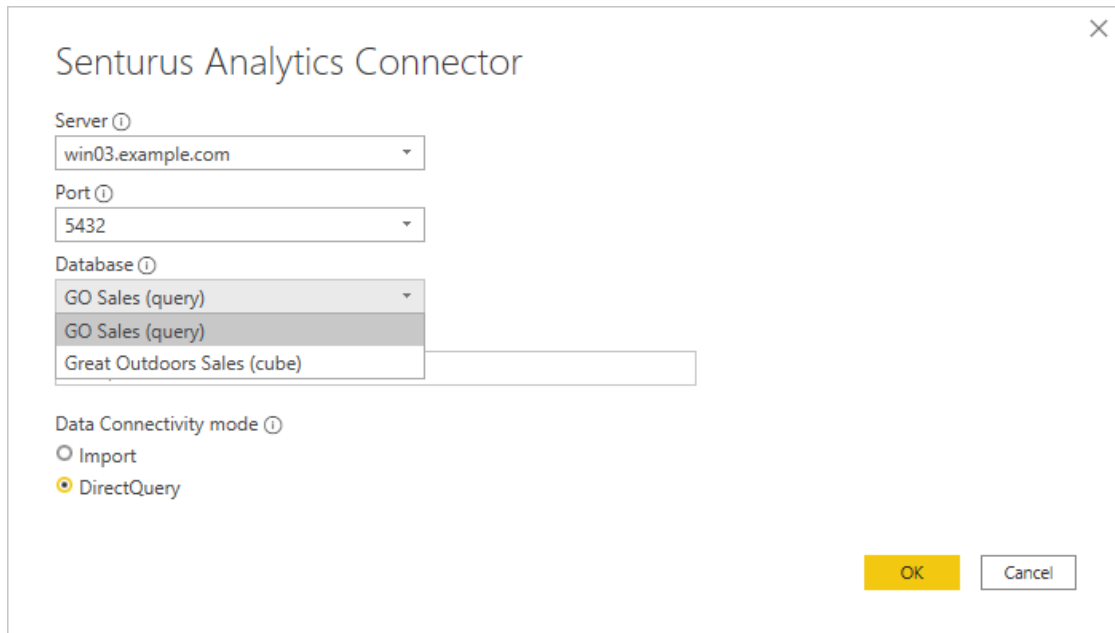 Senturus Analytics Connector
Server
win03.example.com
Port
5432
Database
GO Sales (query)
GO Sales (query)
Great Outdoors Sales (cube)
Data Connectivity mode
Import
DirectQuery
OK
Cancel